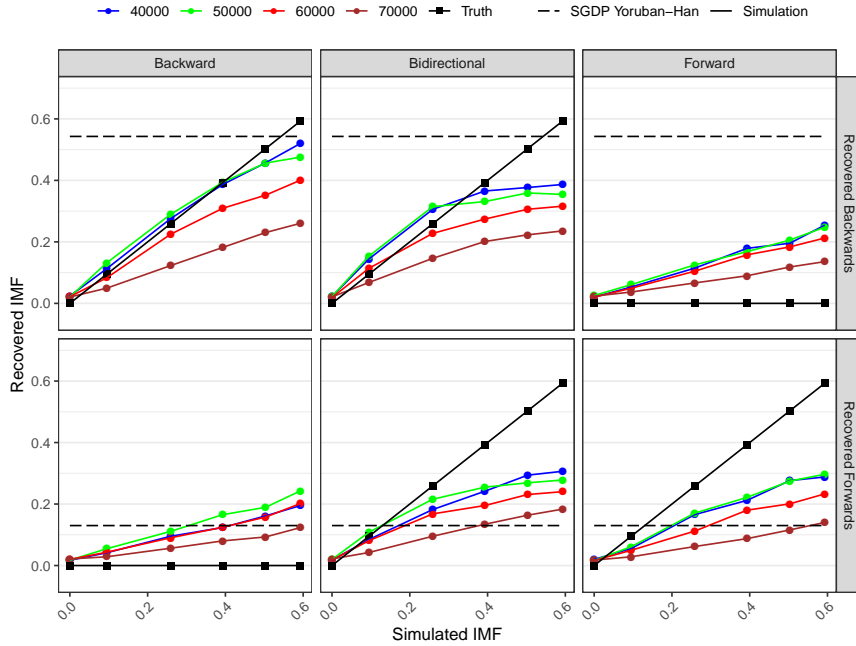 40000 50000 60000 70000 Truth SGDP Yoruban−Han Simulation
Backward Bidirectional Forward
Recovered IMF
0.6
0.4
0.2
0.0
Recovered Backwards
0.6
0.4
0.2
0.0
Recovered Forwards
0.0 0.2 0.4 0.6 0.0 0.2 0.4 0.6 0.0 0.2 0.4 0.6
Simulated IMF